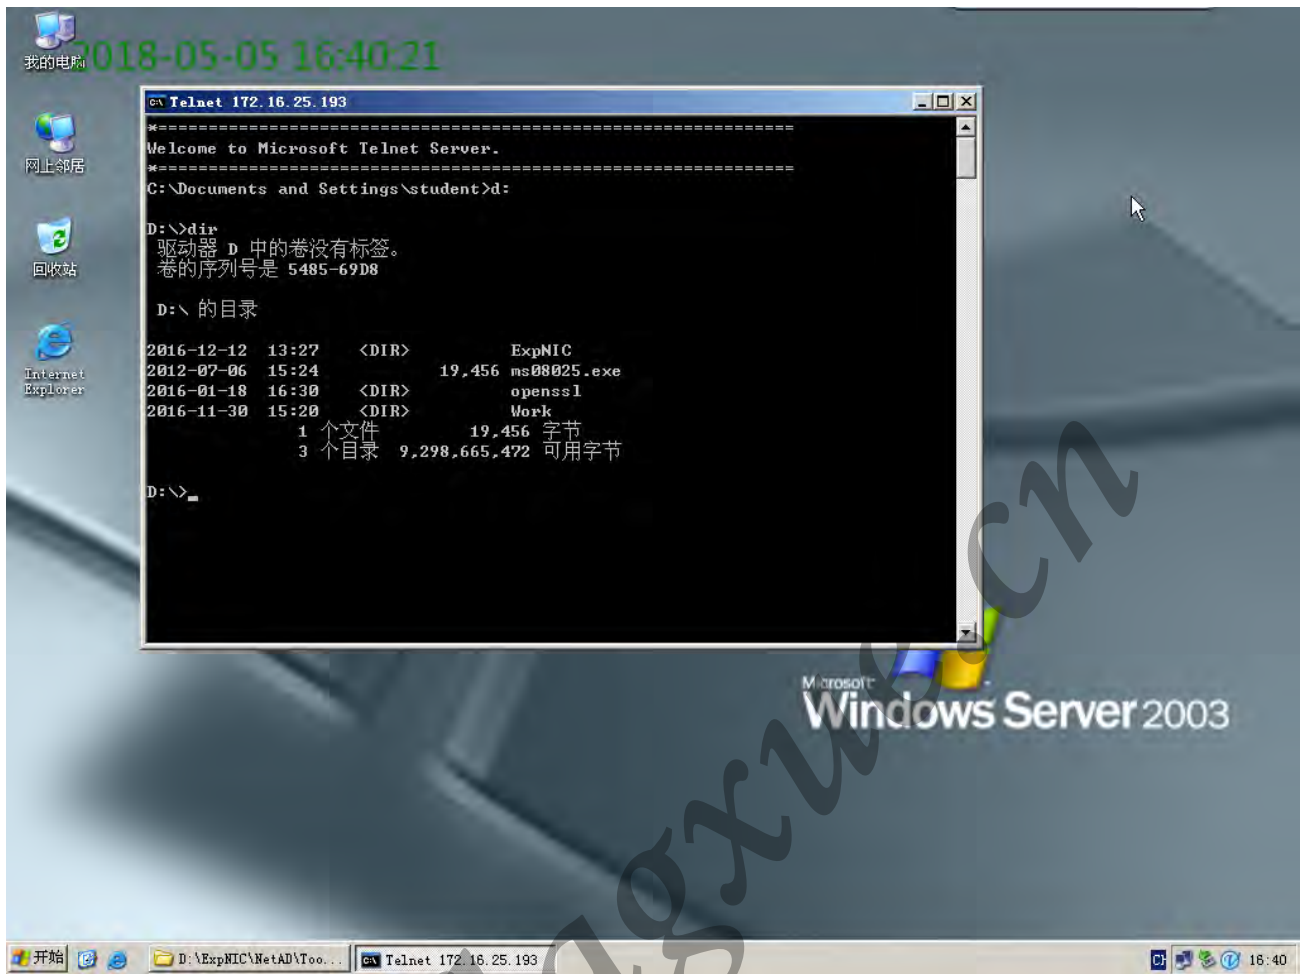 我的电脑
2018-05-05 16:40:21
网上邻居
回收站
Internet
Explorer
Telnet 172.16.25.193
*===============================================================
Welcome to Microsoft Telnet Server.
*===============================================================
C:\Documents and Settings\student>d:
D:\>dir
驱动器 D 中的卷没有标签。
卷的序列号是 5485-69D8
D:\ 的目录
2016-12-12  13:27    <DIR>          ExpNIC
2012-07-06  15:24            19,456 ms08025.exe
2016-01-18  16:30    <DIR>          openssl
2016-11-30  15:20    <DIR>          Work
1 个文件         19,456 字节
3 个目录  9,298,665,472 可用字节
D:\>_
Microsoft
Windows Server 2003
开始
D:\ExpNIC\NetAD\Too...
Telnet 172.16.25.193
16:40